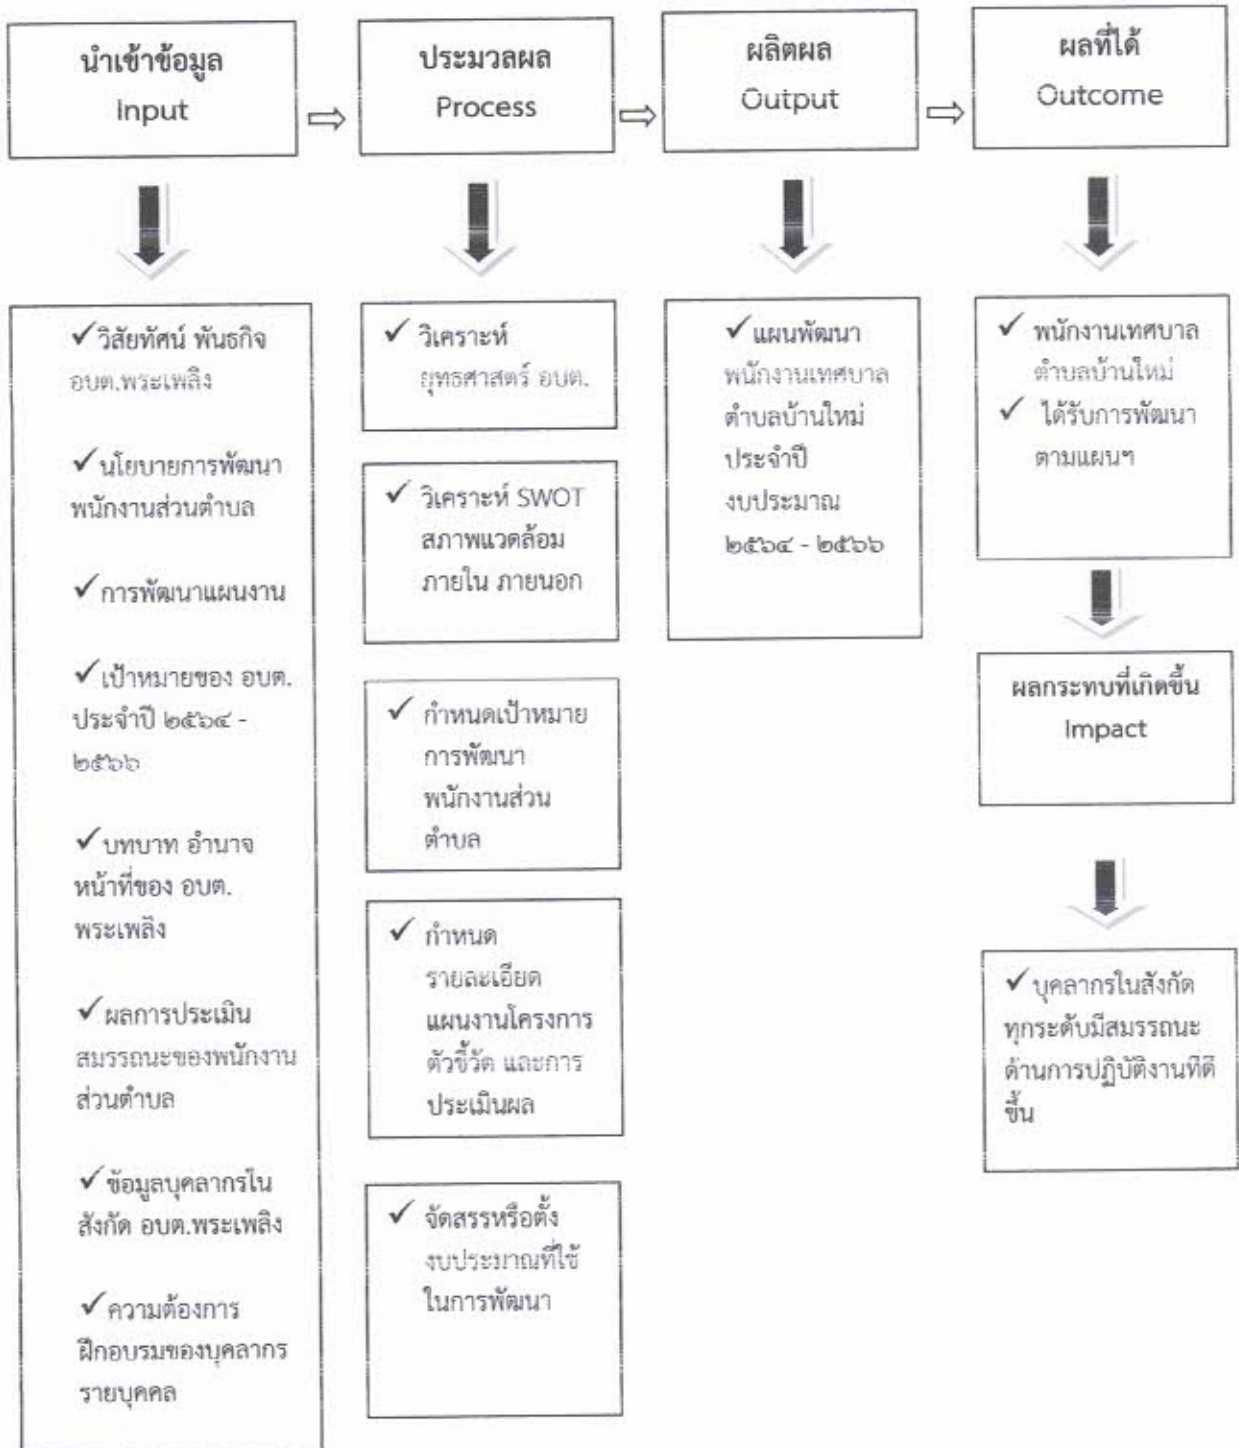 นำเข้าข้อมูล
Input
ประมวลผล
Process
ผลิตผล
Output
ผลที่ได้
Outcome
✓วิสัยทัศน์ พันธกิจ
อบต.พระเพลิง
✓นโยบายการพัฒนา
พนักงานส่วนตำบล
✓การพัฒนาแผนงาน
✓เป้าหมายของ อบต.
ประจำปี ๒๕๖๔ -
๒๕๖๖
✓บทบาท อำนาจ
หน้าที่ของ อบต.
พระเพลิง
✓ผลการประเมิน
สมรรถนะของพนักงาน
ส่วนตำบล
✓ข้อมูลบุคลากรใน
สังกัด อบต.พระเพลิง
✓ความต้องการ
ฝึกอบรมของบุคลากร
รายบุคคล
✓ วิเคราะห์
ยุทธศาสตร์ อบต.
✓ วิเคราะห์ SWOT
สภาพแวดล้อม
ภายใน ภายนอก
✓ กำหนดเป้าหมาย
การพัฒนา
พนักงานส่วน
ตำบล
✓ กำหนด
รายละเอียด
แผนงานโครงการ
ตัวชี้วัด และการ
ประเมินผล
✓ จัดสรรหรือตั้ง
งบประมาณที่ใช้
ในการพัฒนา
✓แผนพัฒนา
พนักงานเทศบาล
ตำบลบ้านใหม่
ประจำปี
งบประมาณ
๒๕๖๔ - ๒๕๖๖
✓ พนักงานเทศบาล
ตำบลบ้านใหม่
✓ ได้รับการพัฒนา
ตามแผนฯ
ผลกระทบที่เกิดขึ้น
Impact
✓บุคลากรในสังกัด
ทุกระดับมีสมรรถนะ
ด้านการปฏิบัติงานที่ดี
ขึ้น